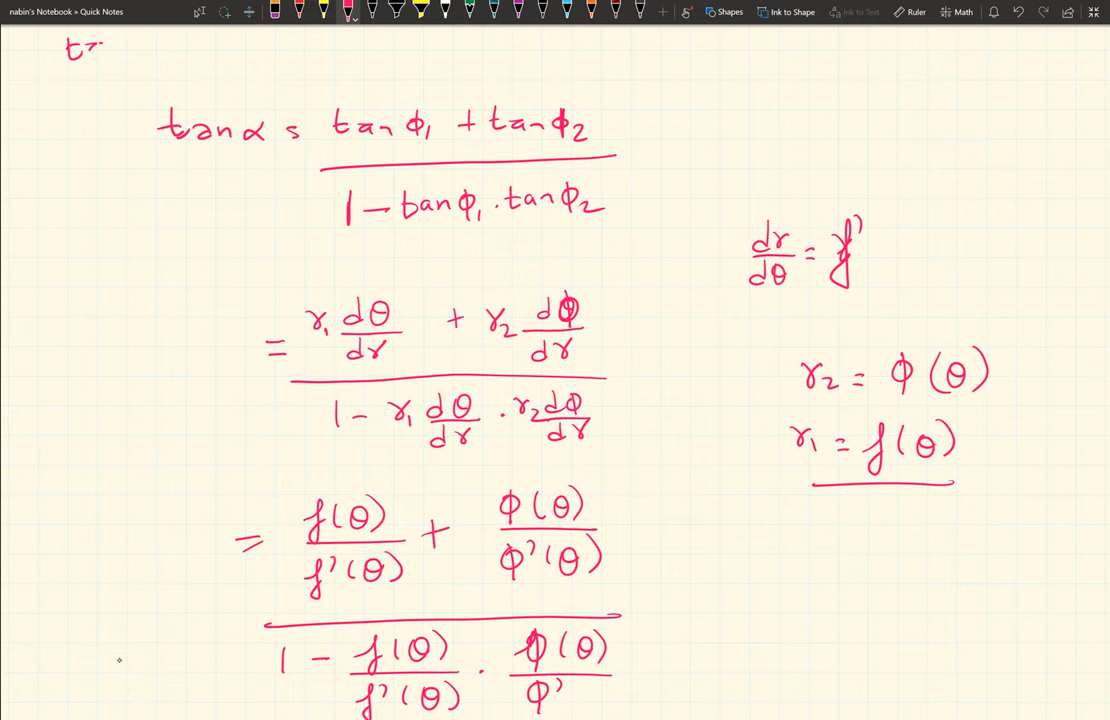 nabin's Notebook » Quick Notes Shapes Ink to Shape Ink to Text Ruler Math
tan α = tan ϕ₁ + tan ϕ₂
1 - tan ϕ₁ . tan ϕ₂
dr/dθ = f'
= r₁ dθ/dr + r₂ dϕ/dr
1 - r₁ dθ/dr . r₂ dϕ/dr
r₂ = ϕ(θ)
r₁ = f(θ)
= f(θ)/f'(θ) + ϕ(θ)/ϕ'(θ)
1 - f(θ)/f'(θ) . ϕ(θ)/ϕ'